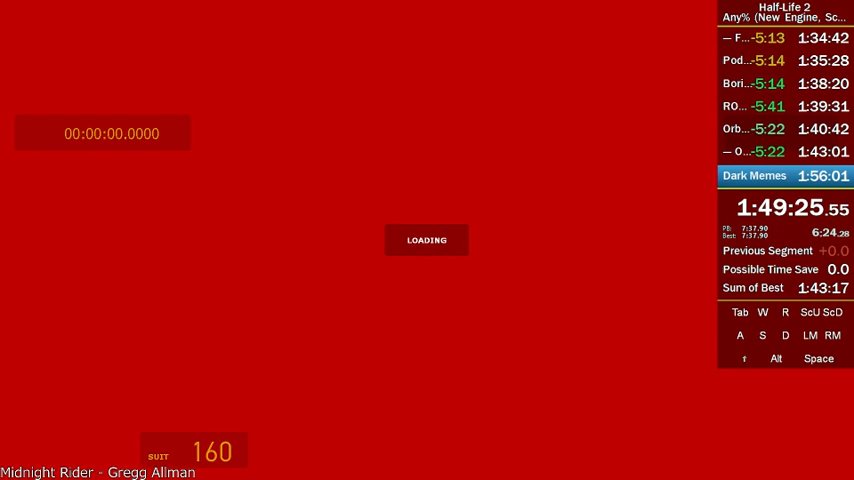 Half-Life 2
Any% (New Engine, Sc...
— F... -5:13 1:34:42
Pod... -5:14 1:35:28
Bori... -5:14 1:38:20
RO... -5:41 1:39:31
Orb... -5:22 1:40:42
— O... -5:22 1:43:01
Dark Memes 1:56:01
1:49:25.55
PB: 7:37.90
Best: 7:37.90
6:24.28
Previous Segment +0.0
Possible Time Save 0.0
Sum of Best 1:43:17
Tab W R ScU ScD
A S D LM RM
⇧ Alt Space
00:00:00.0000
LOADING
SUIT 160
Midnight Rider - Gregg Allman